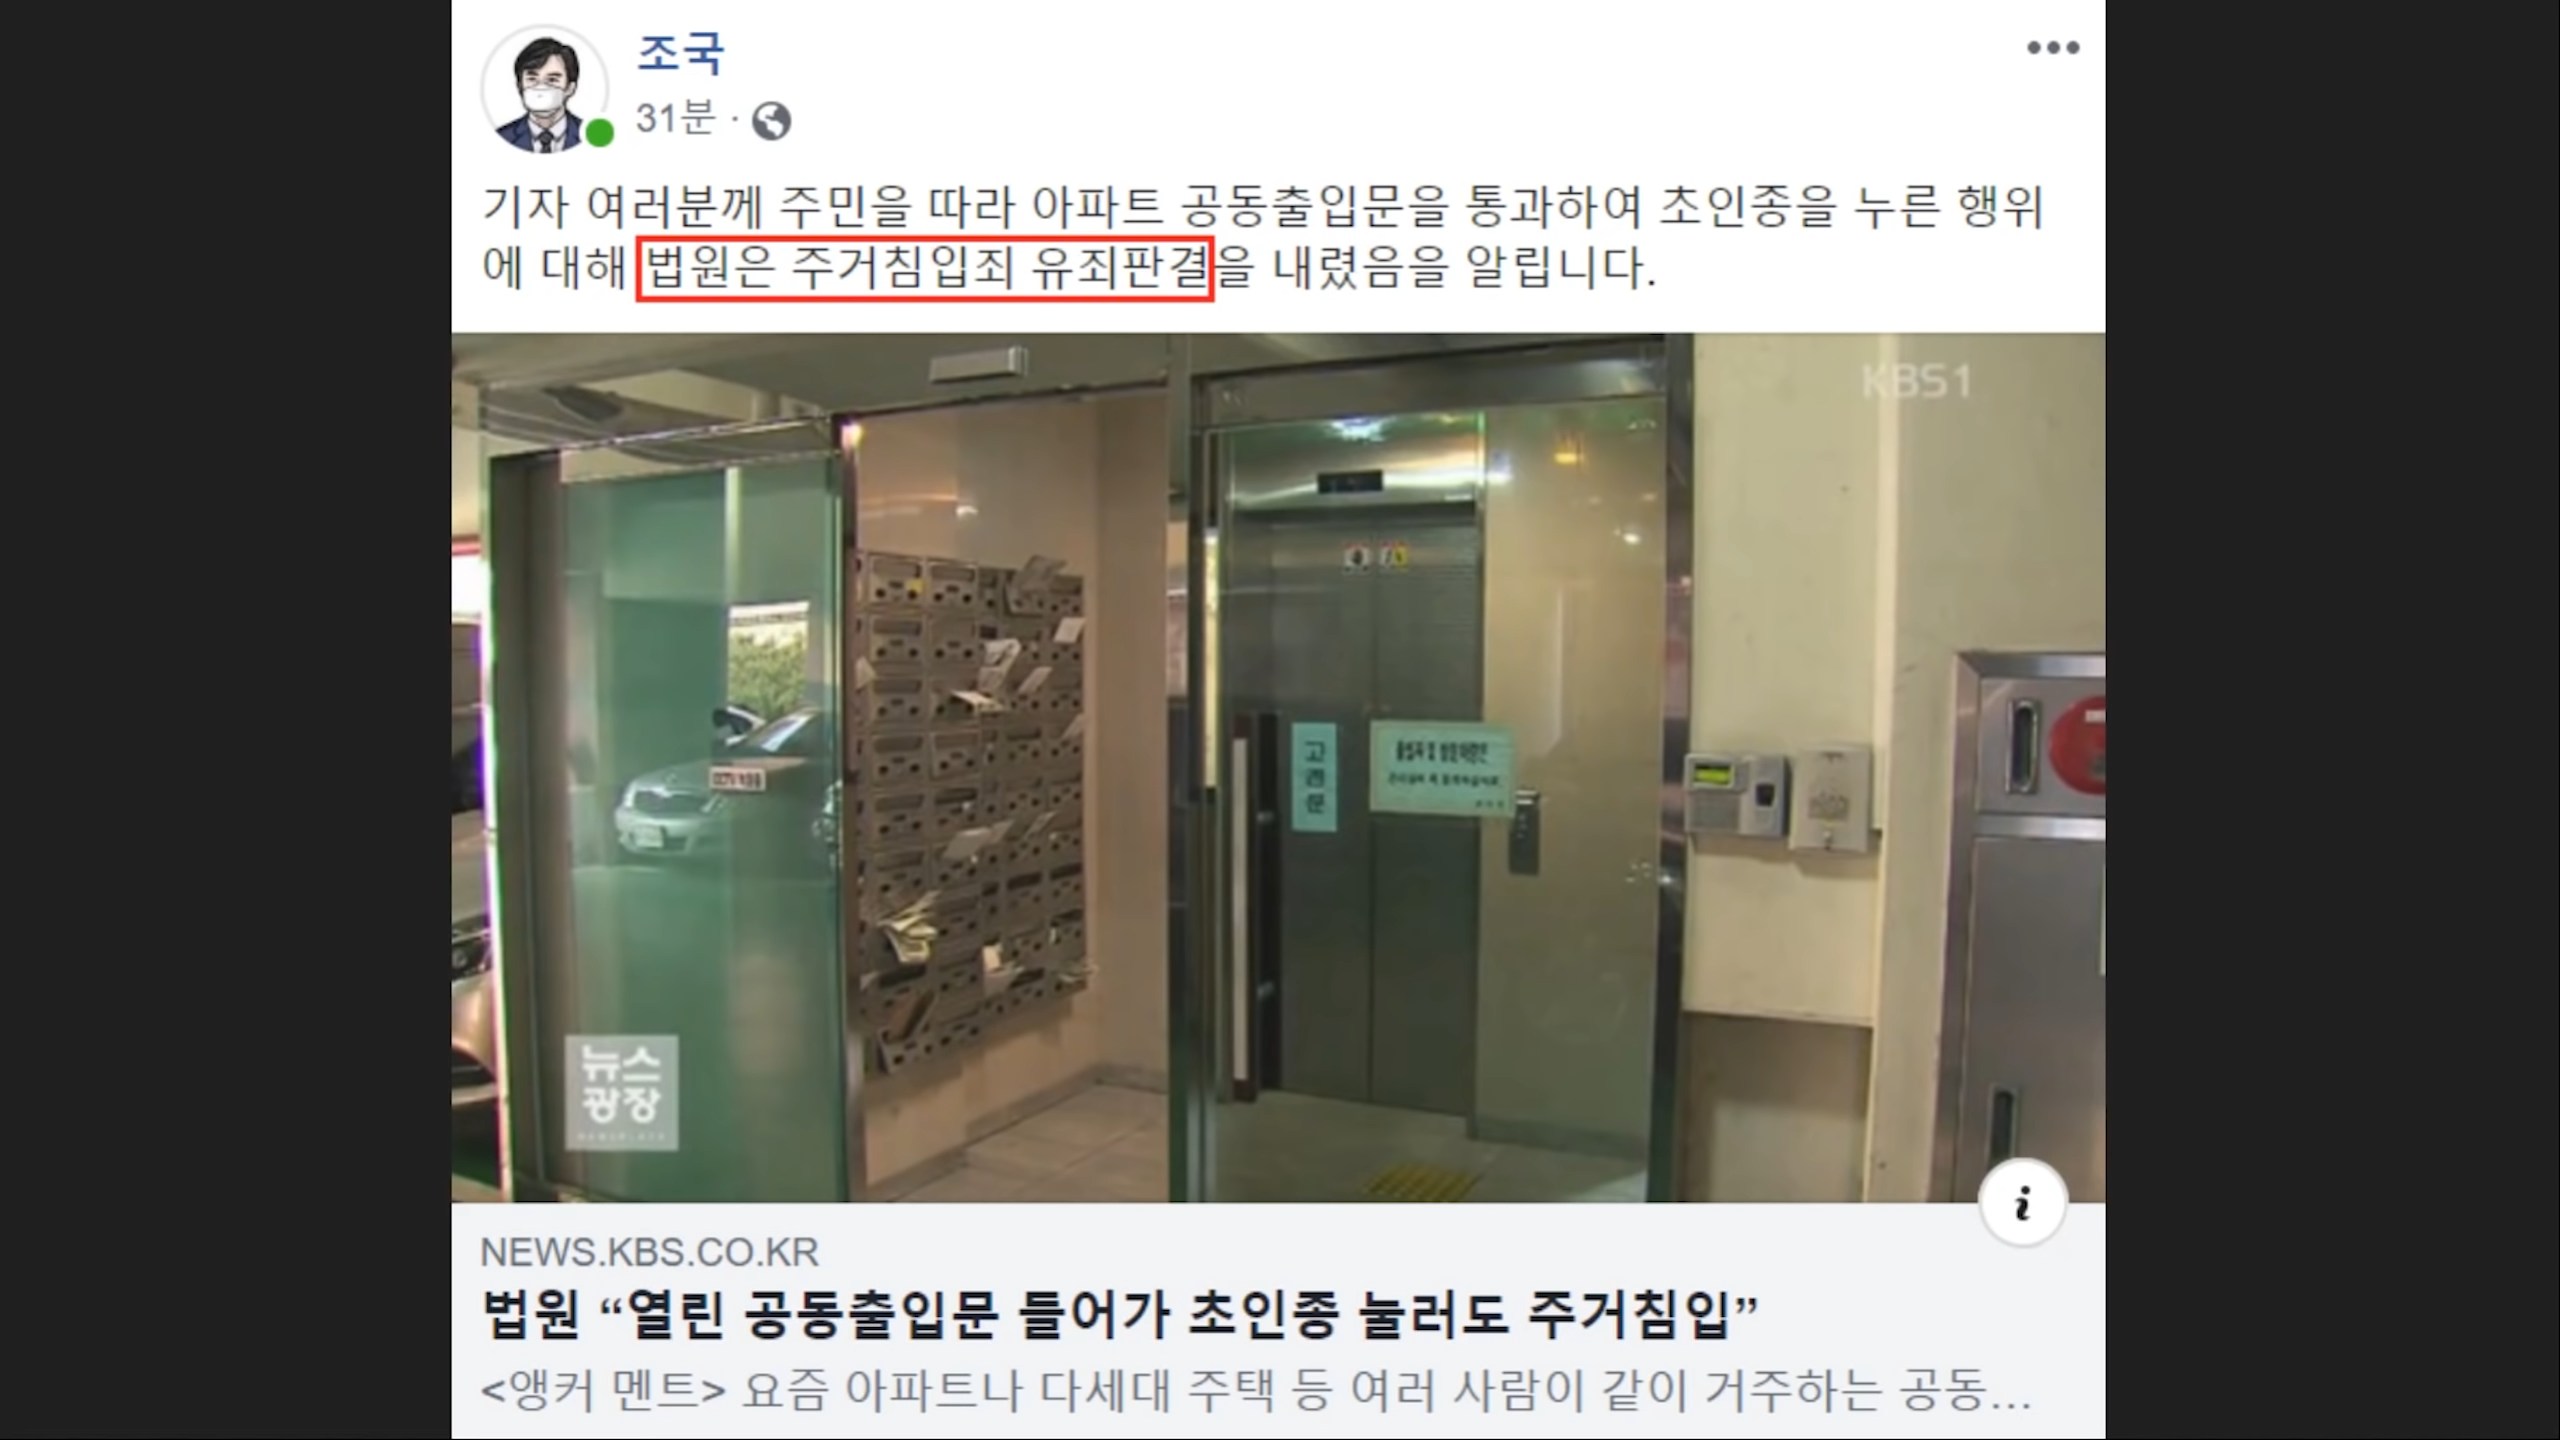 조국
31분 ·
기자 여러분께 주민을 따라 아파트 공동출입문을 통과하여 초인종을 누른 행위
에 대해 법원은 주거침입죄 유죄판결을 내렸음을 알립니다.
KBS1
뉴스
광장
NEWS.KBS.CO.KR
법원 “열린 공동출입문 들어가 초인종 눌러도 주거침입”
<앵커 멘트> 요즘 아파트나 다세대 주택 등 여러 사람이 같이 거주하는 공동...